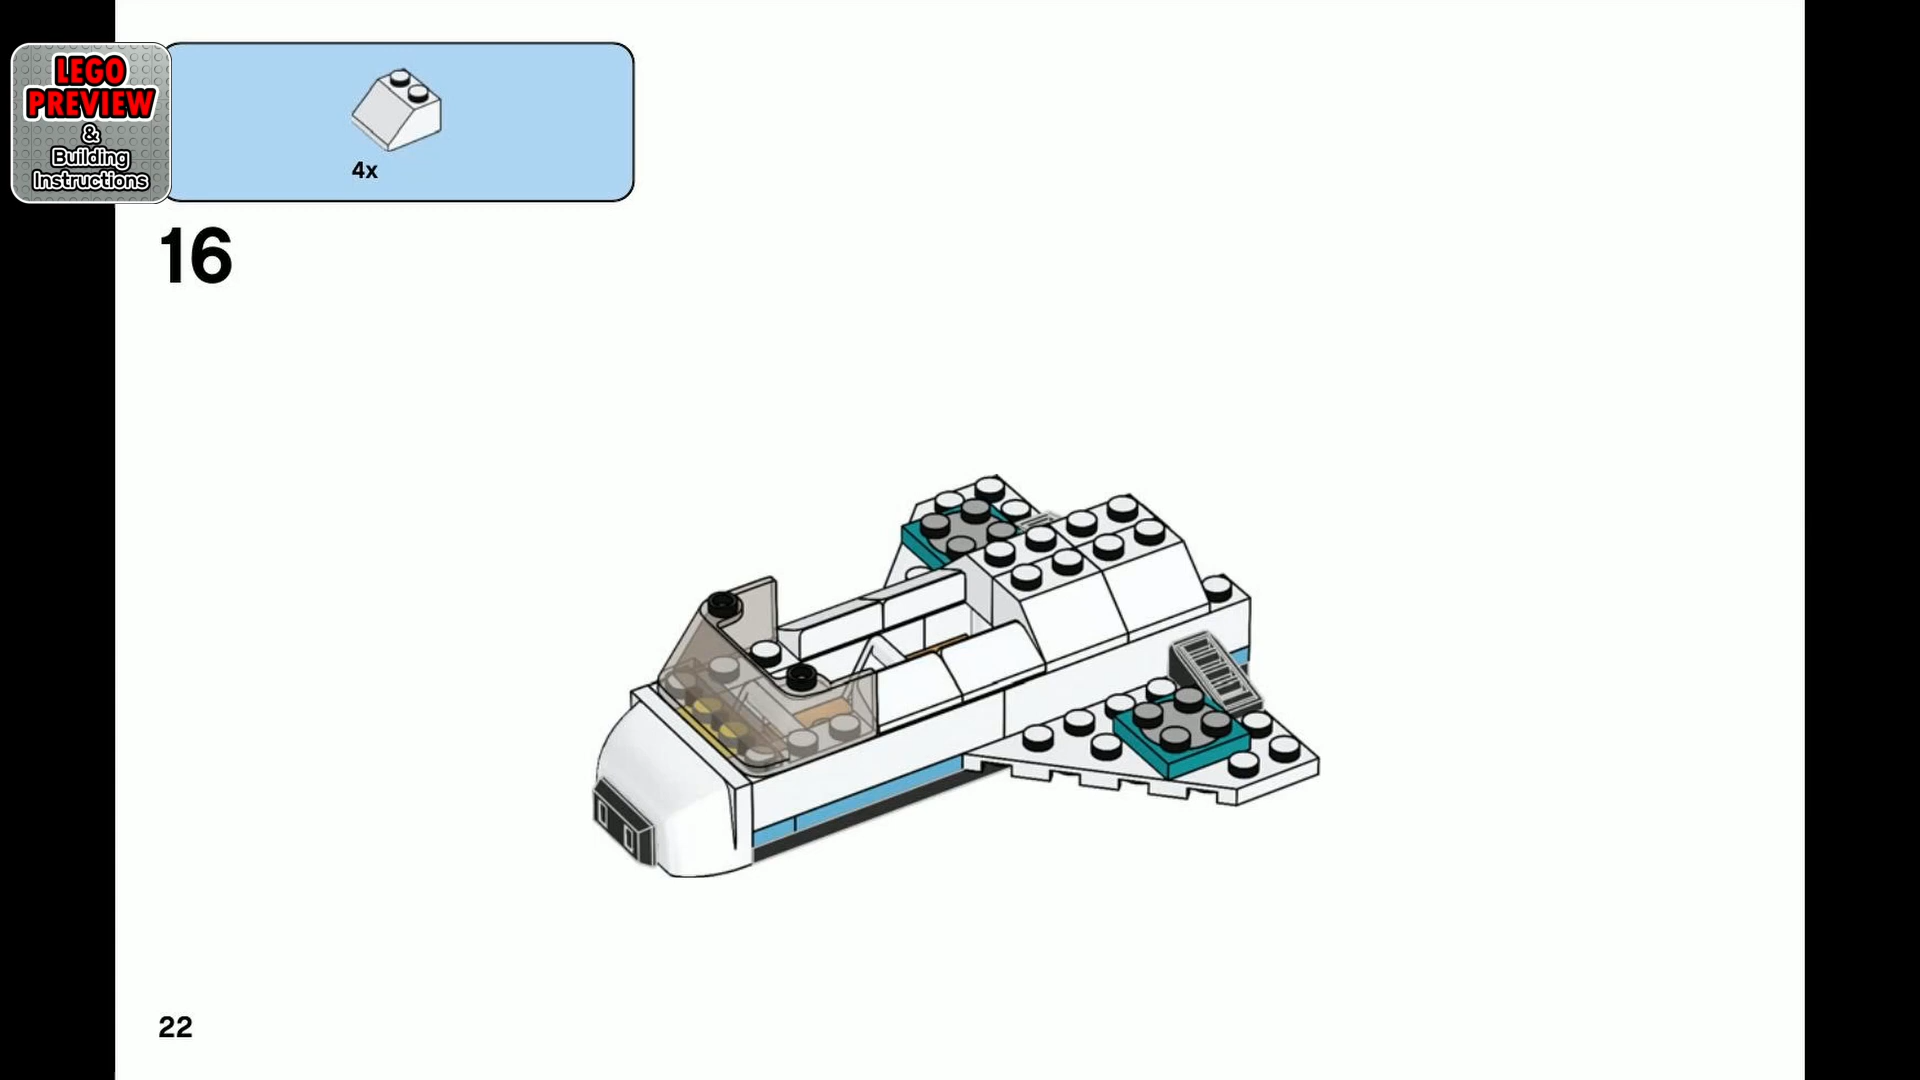 LEGO
PREVIEW
&
Building
Instructions
4x
16
22